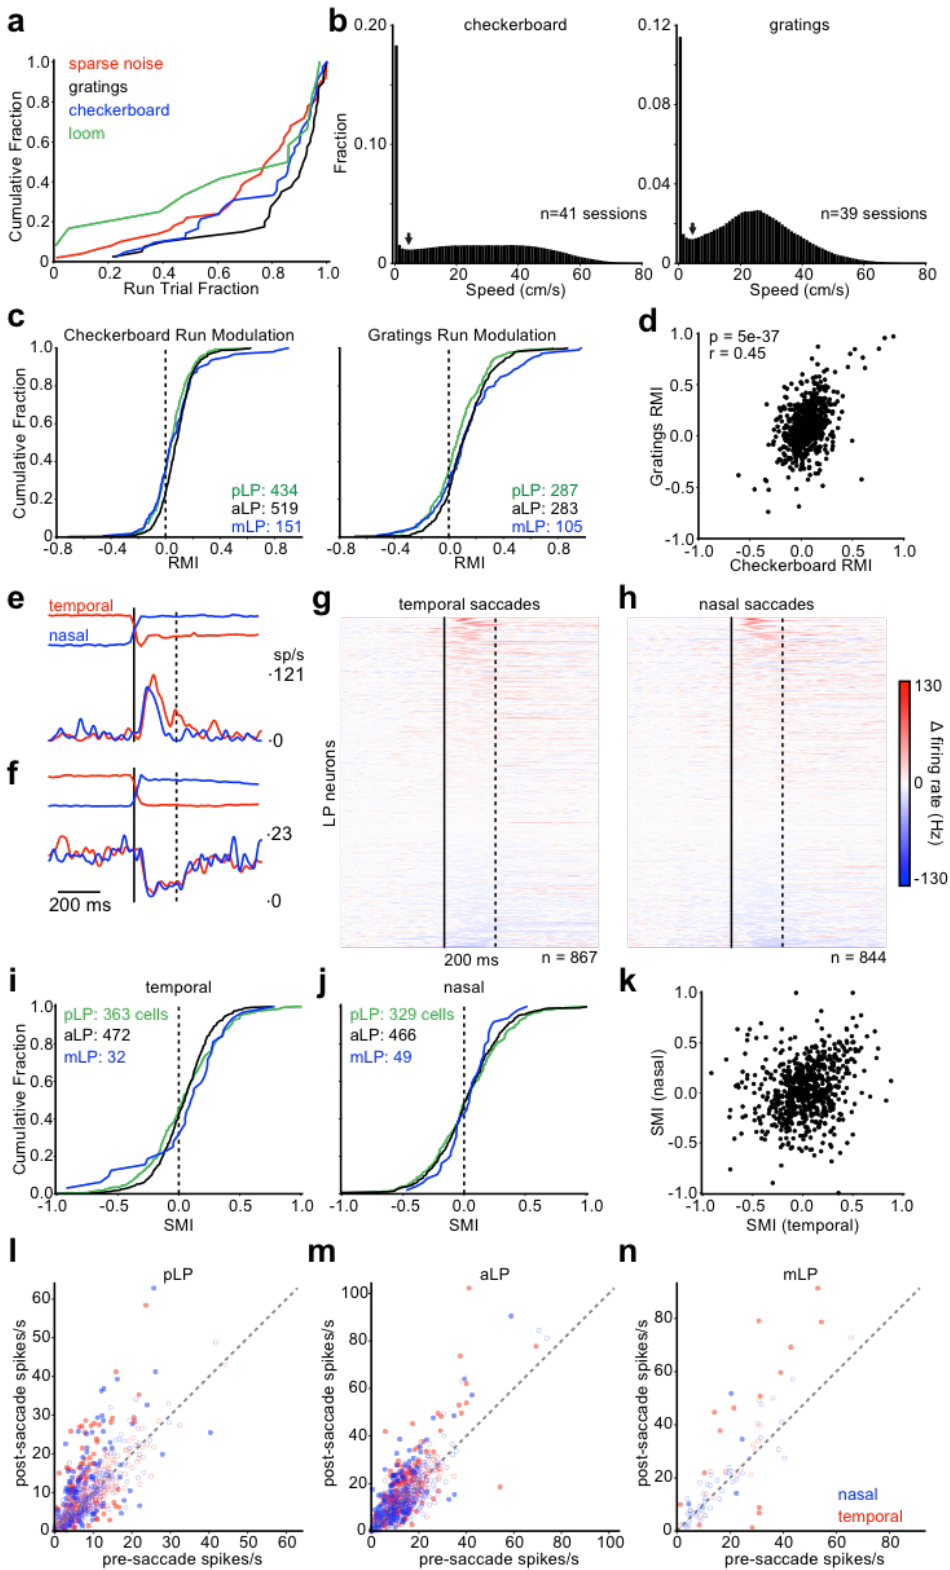 a
1.0
0.8
0.6
0.4
0.2
0
Cumulative Fraction
sparse noise
gratings
checkerboard
loom
0.0
0.2
0.4
0.6
0.8
1.0
Run Trial Fraction
b
checkerboard
0.20
0.10
0
Fraction
n=41 sessions
0
20
40
60
80
Speed (cm/s)
gratings
0.12
0.08
0.04
0
n=39 sessions
0
20
40
60
80
Speed (cm/s)
c
Checkerboard Run Modulation
1.0
0.8
0.6
0.4
0.2
0
Cumulative Fraction
pLP: 434
aLP: 519
mLP: 151
-0.8
-0.4
0.0
0.4
0.8
RMI
Gratings Run Modulation
pLP: 287
aLP: 283
mLP: 105
-0.8
-0.4
0.0
0.4
0.8
RMI
d
p = 5e-37
r = 0.45
1.0
0.5
0.0
-0.5
-1.0
Gratings RMI
-1.0
-0.5
0.0
0.5
1.0
Checkerboard RMI
e
temporal
nasal
sp/s
·121
·0
f
·23
·0
200 ms
g
temporal saccades
LP neurons
200 ms
n = 867
h
nasal saccades
n = 844
130
0
-130
Δ firing rate (Hz)
i
temporal
1.0
0.8
0.6
0.4
0.2
0.0
Cumulative Fraction
pLP: 363 cells
aLP: 472
mLP: 32
-1.0
-0.5
0.0
0.5
1.0
SMI
j
nasal
pLP: 329 cells
aLP: 466
mLP: 49
-1.0
-0.5
0.0
0.5
1.0
SMI
k
1.0
0.5
0.0
-0.5
-1.0
SMI (nasal)
-1.0
-0.5
0.0
0.5
1.0
SMI (temporal)
l
pLP
60
50
40
30
20
10
0
post-saccade spikes/s
0
10
20
30
40
50
60
pre-saccade spikes/s
m
aLP
100
80
60
40
20
0
post-saccade spikes/s
0
20
40
60
80
100
pre-saccade spikes/s
n
mLP
80
60
40
20
0
post-saccade spikes/s
nasal
temporal
0
20
40
60
80
pre-saccade spikes/s